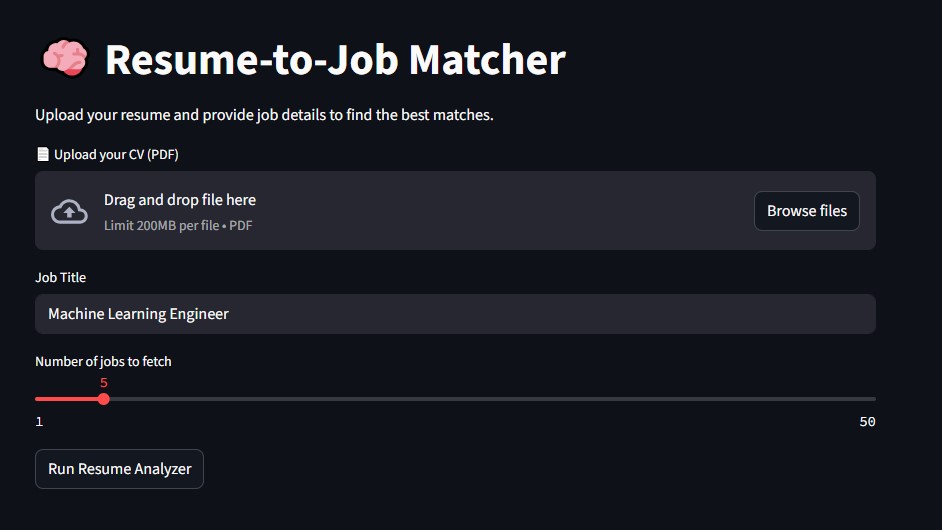 Resume-to-Job Matcher
Upload your resume and provide job details to find the best matches.
Upload your CV (PDF)
Drag and drop file here
Limit 200MB per file • PDF
Browse files
Job Title
Machine Learning Engineer
Number of jobs to fetch
5
1
50
Run Resume Analyzer